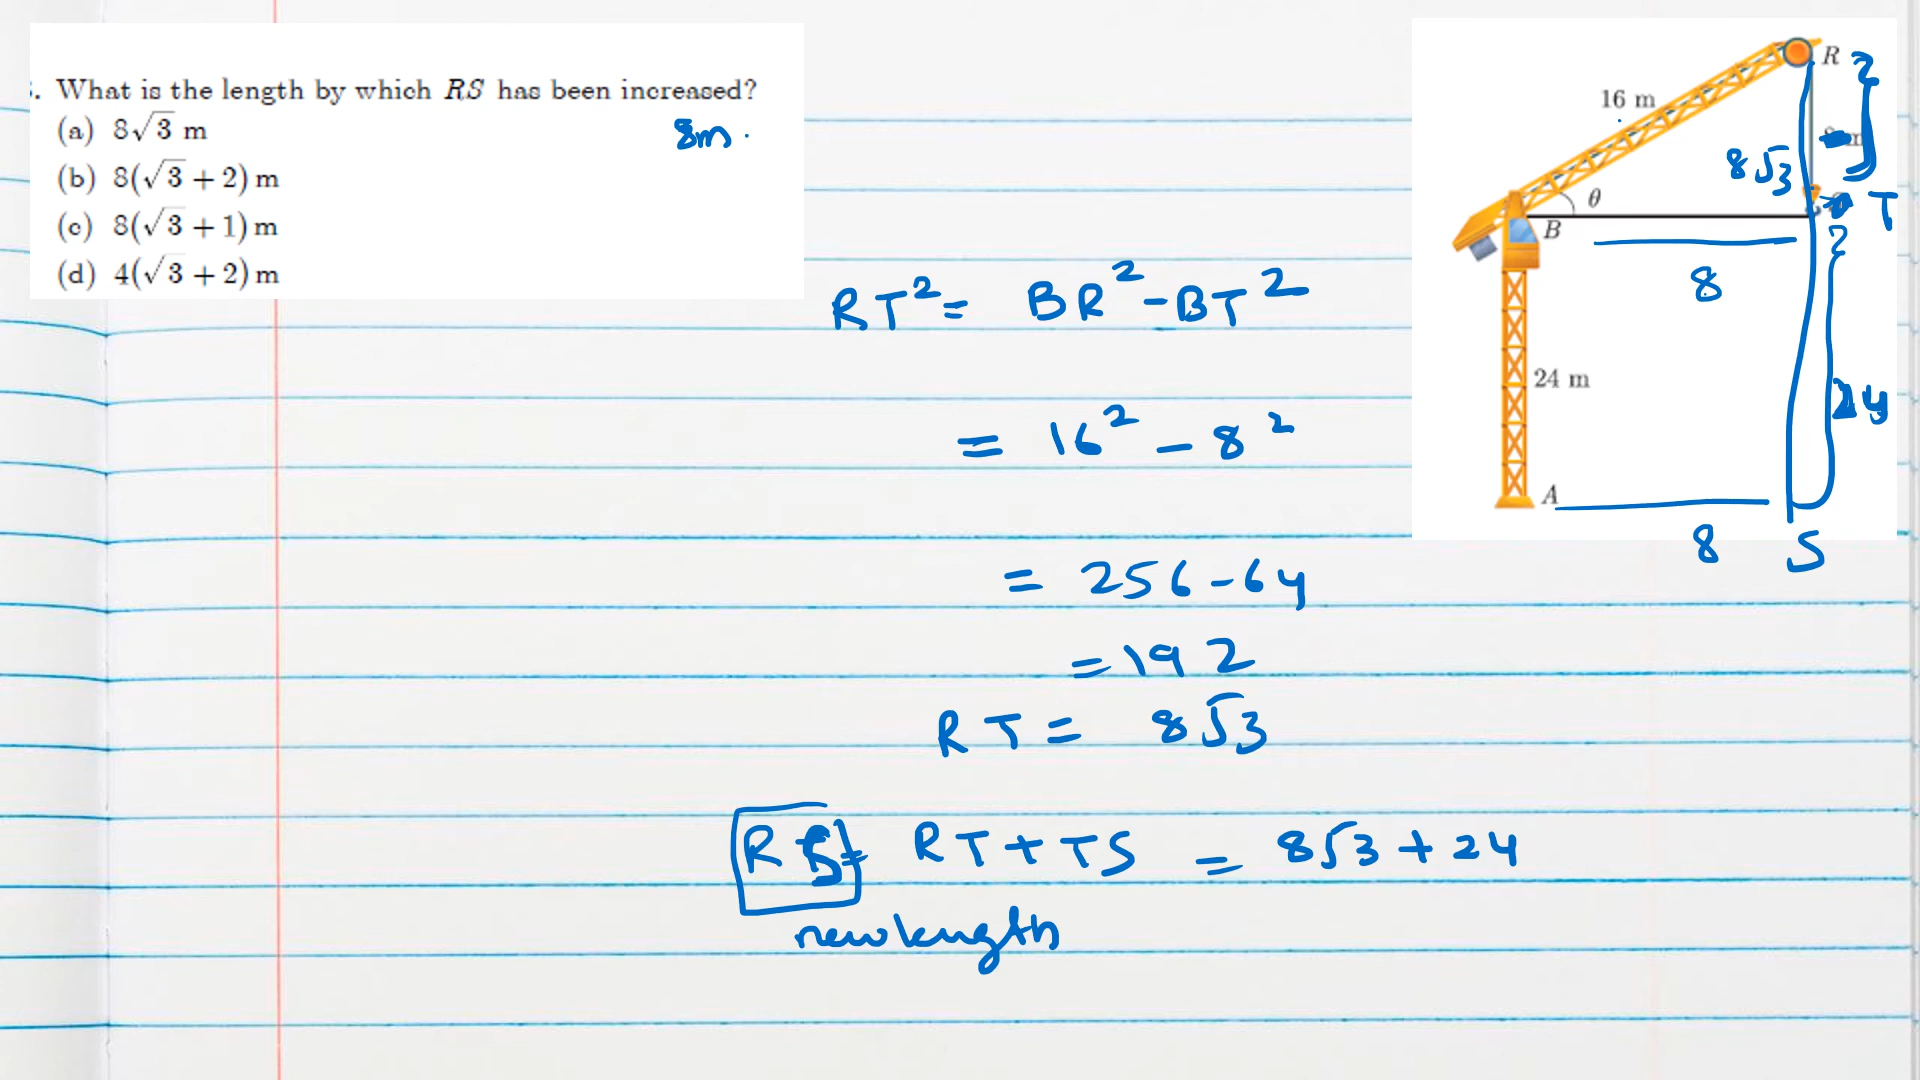 . What is the length by which RS has been increased?
(a) 8√3 m
8m.
(b) 8(√3 + 2) m
(c) 8(√3 + 1) m
(d) 4(√3 + 2) m
R
16 m
8√3
θ
T
B
8
24 m
24
A
8 S
RT² = BR² - BT²
= 16² - 8²
= 256 - 64
= 192
RT = 8√3
RS = RT + TS = 8√3 + 24
new length